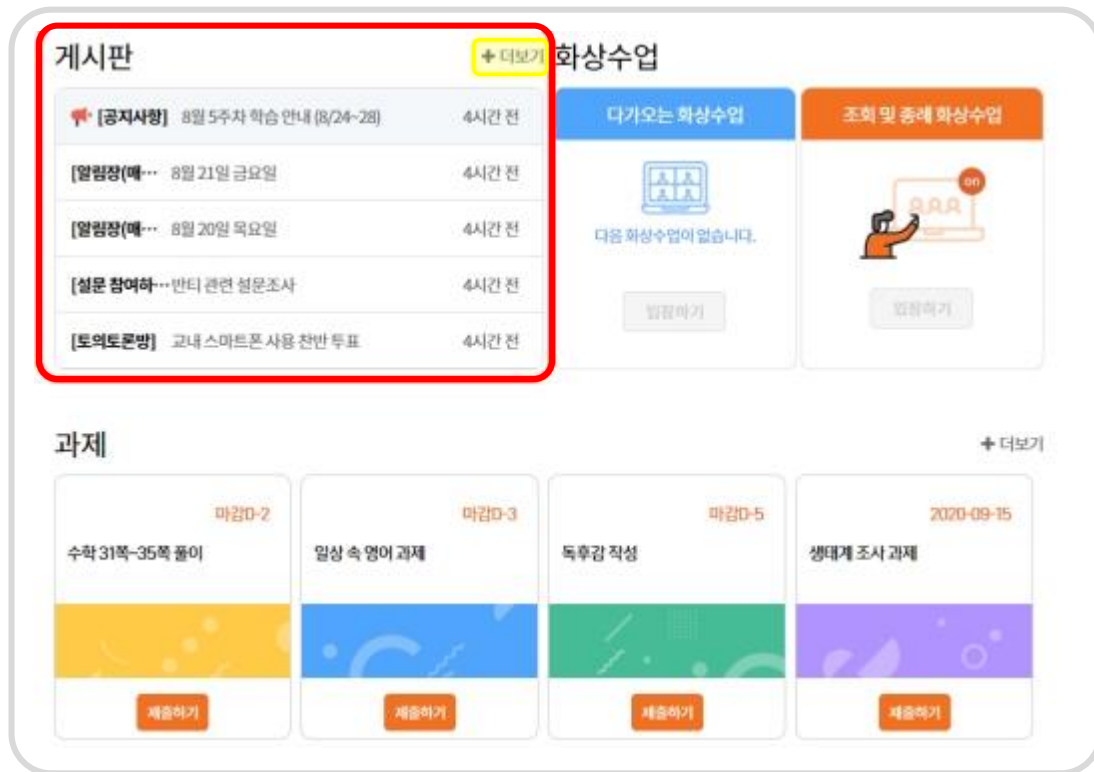 게시판
+ 더보기
[공지사항] 8월 5주차 학습 안내 (8/24~28) 4시간 전
[알림장(매… 8월 21일 금요일 4시간 전
[알림장(매… 8월 20일 목요일 4시간 전
[설문 참여하… 반티 관련 설문조사 4시간 전
[토의토론방] 교내 스마트폰 사용 찬반 투표 4시간 전
화상수업
다가오는 화상수업
다음 화상수업이 없습니다.
입장하기
조회 및 종례 화상수업
on
입장하기
과제
+ 더보기
마감D-2
수학 31쪽~35쪽 풀이
제출하기
마감D-3
일상 속 영어 과제
제출하기
마감D-5
독후감 작성
제출하기
2020-09-15
생태계 조사 과제
제출하기